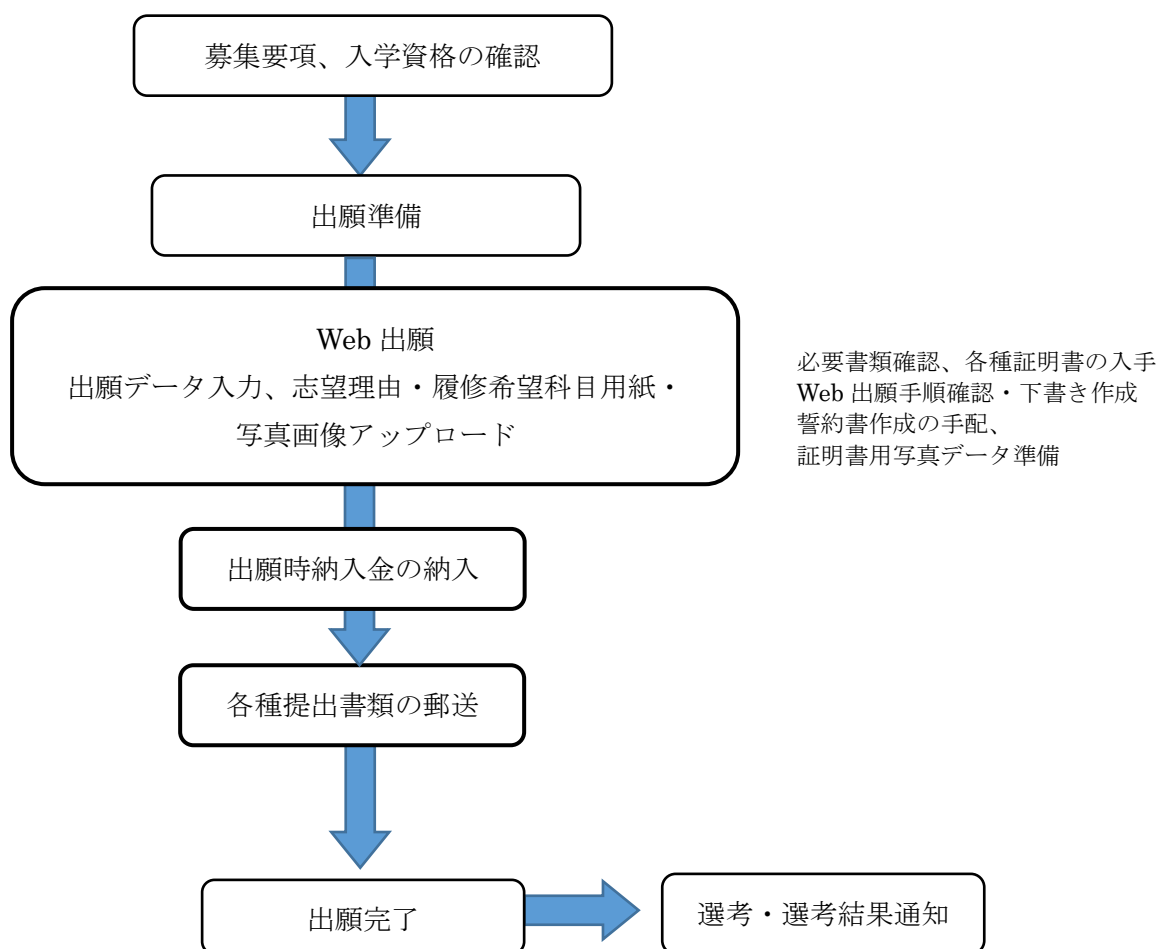 募集要項、入学資格の確認
出願準備
Web 出願
出願データ入力、志望理由・履修希望科目用紙・
写真画像アップロード
必要書類確認、各種証明書の入手
Web 出願手順確認・下書き作成
誓約書作成の手配、
証明書用写真データ準備
出願時納入金の納入
各種提出書類の郵送
出願完了
選考・選考結果通知